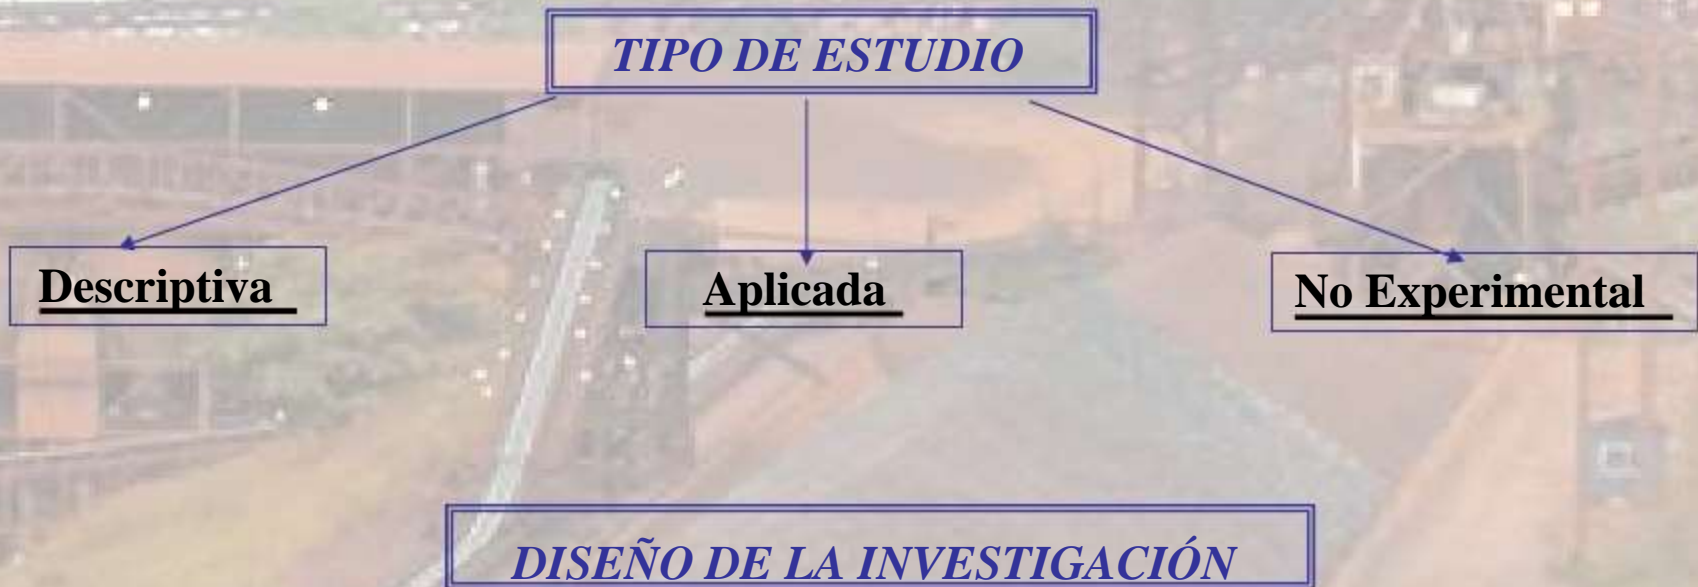 TIPO DE ESTUDIO
Descriptiva
Aplicada
No Experimental
DISEÑO DE LA INVESTIGACIÓN